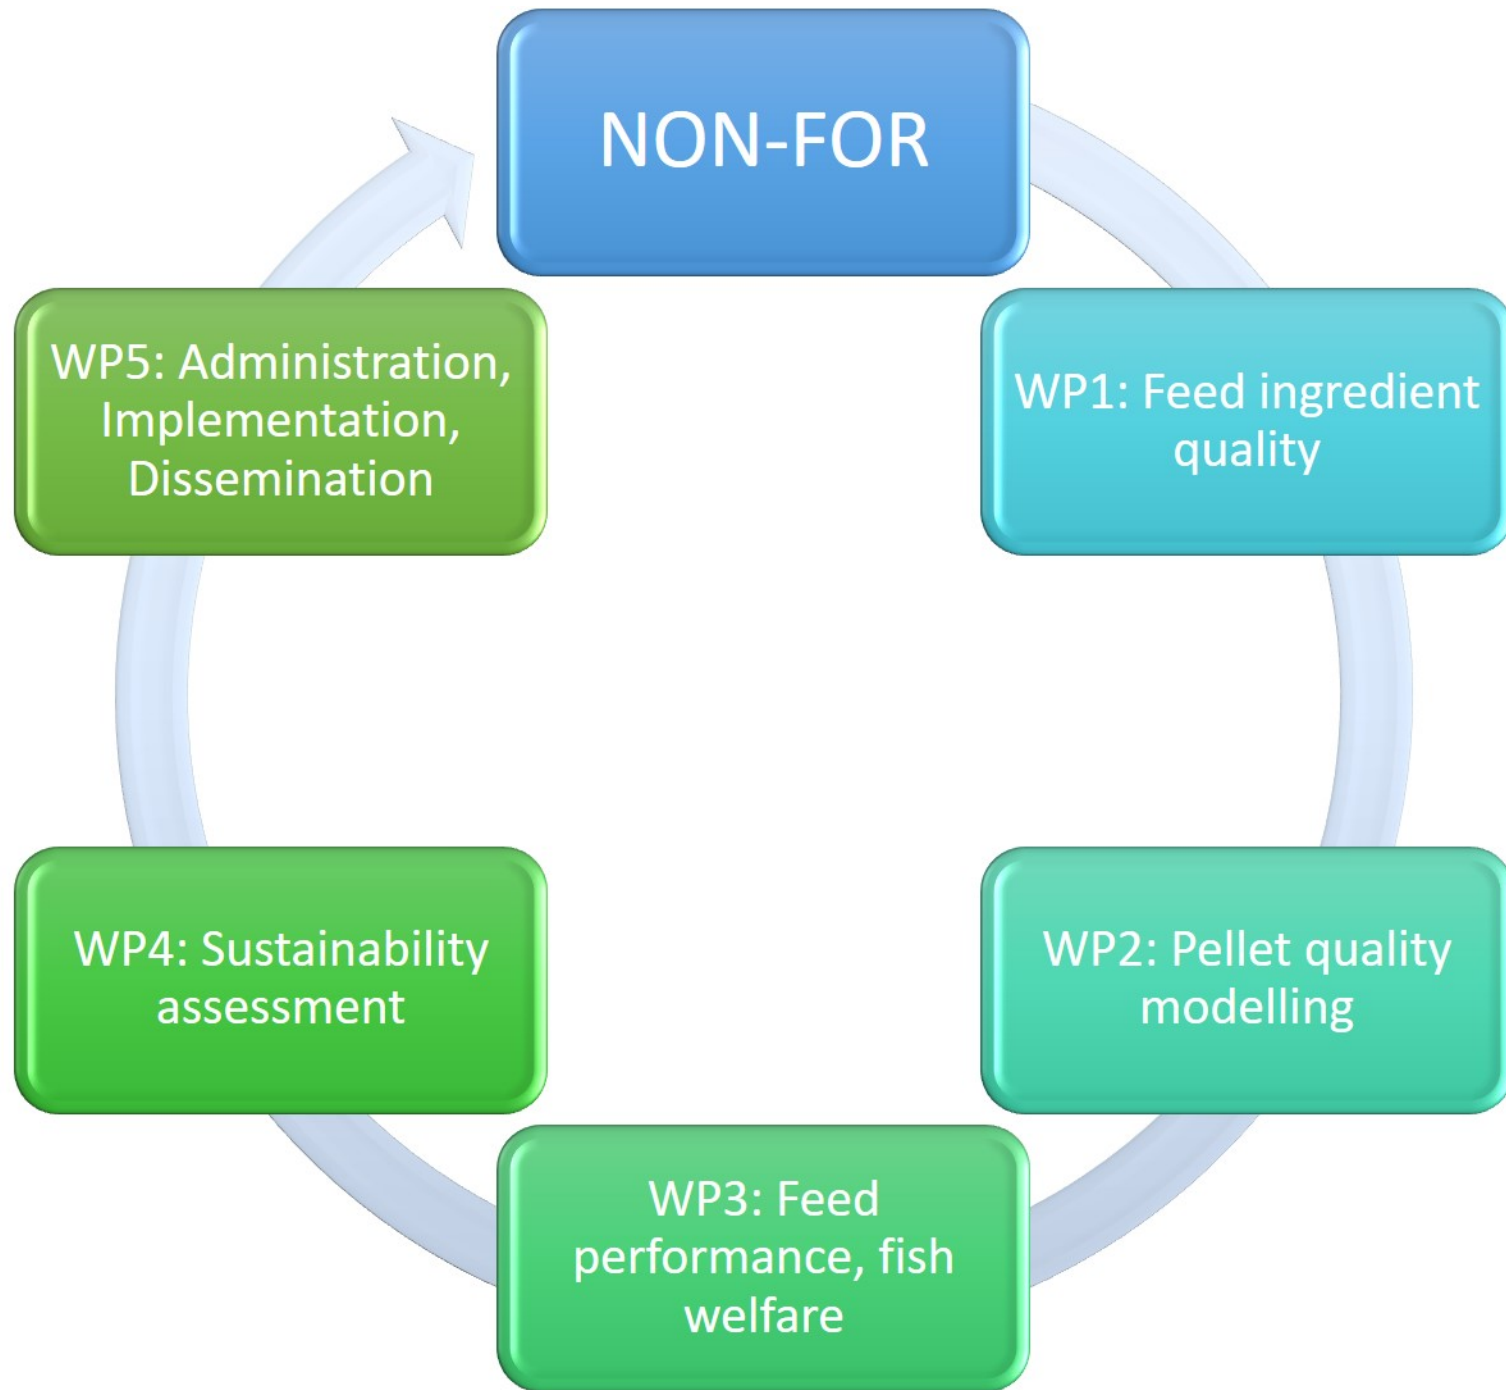 NON-FOR
WP1: Feed ingredient
quality
WP2: Pellet quality
modelling
WP3: Feed
performance, fish
welfare
WP4: Sustainability
assessment
WP5: Administration,
Implementation,
Dissemination